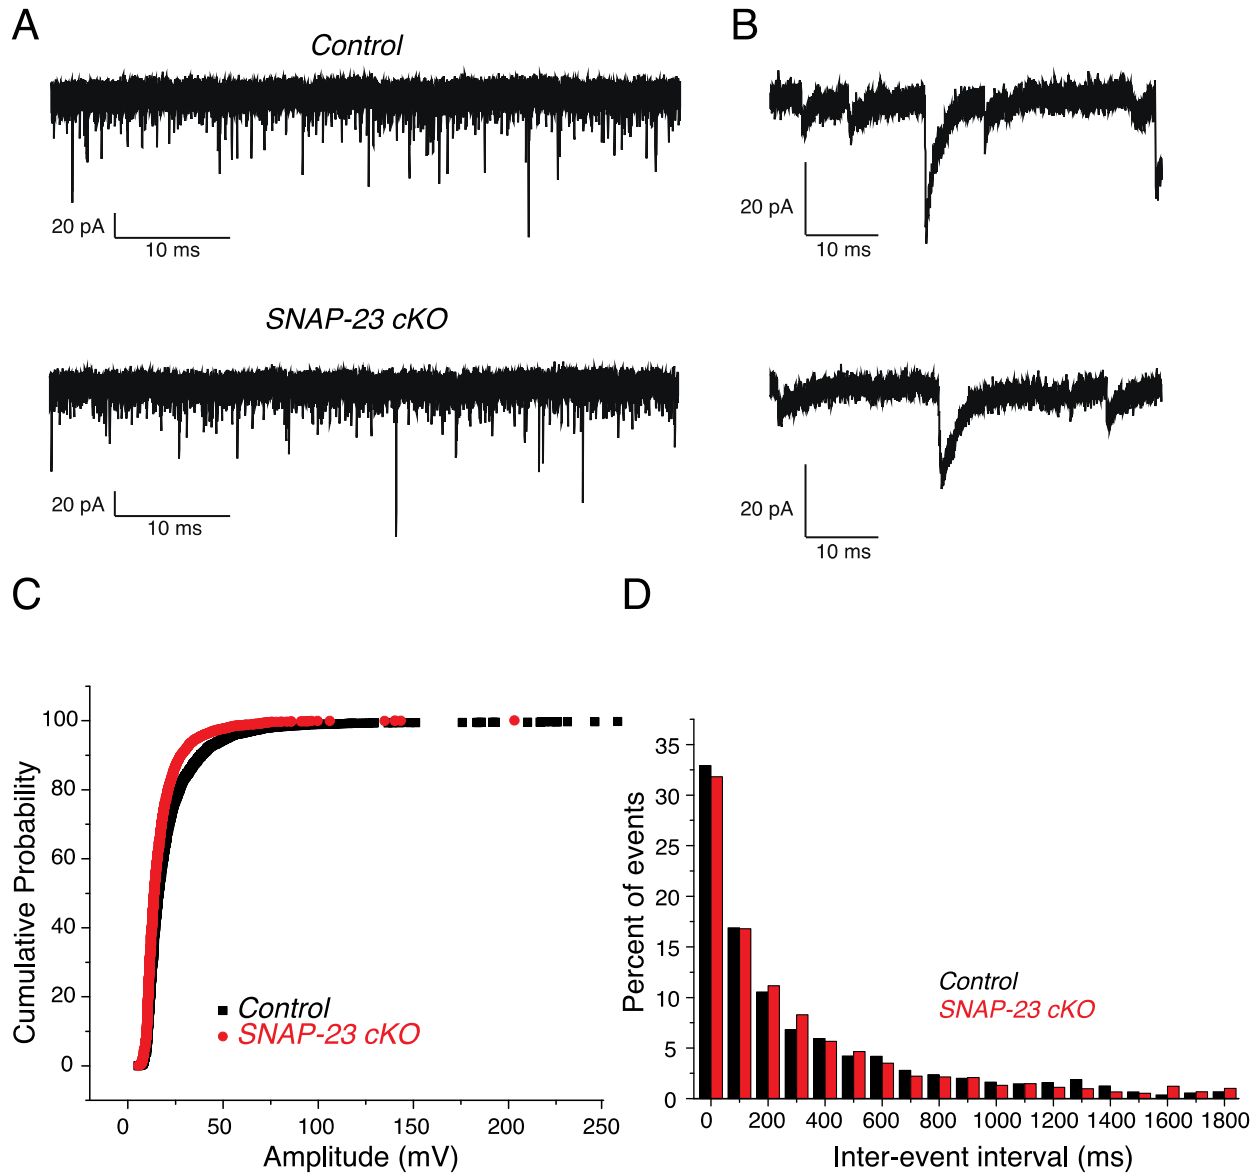 A
B
Control
20 pA
10 ms
20 pA
10 ms
SNAP-23 cKO
20 pA
10 ms
20 pA
10 ms
C
D
Cumulative Probability
100
80
60
40
20
0
Control
SNAP-23 cKO
0 50 100 150 200 250
Amplitude (mV)
Percent of events
35
30
25
20
15
10
5
0
Control
SNAP-23 cKO
0 200 400 600 800 1000 1200 1400 1600 1800
Inter-event interval (ms)